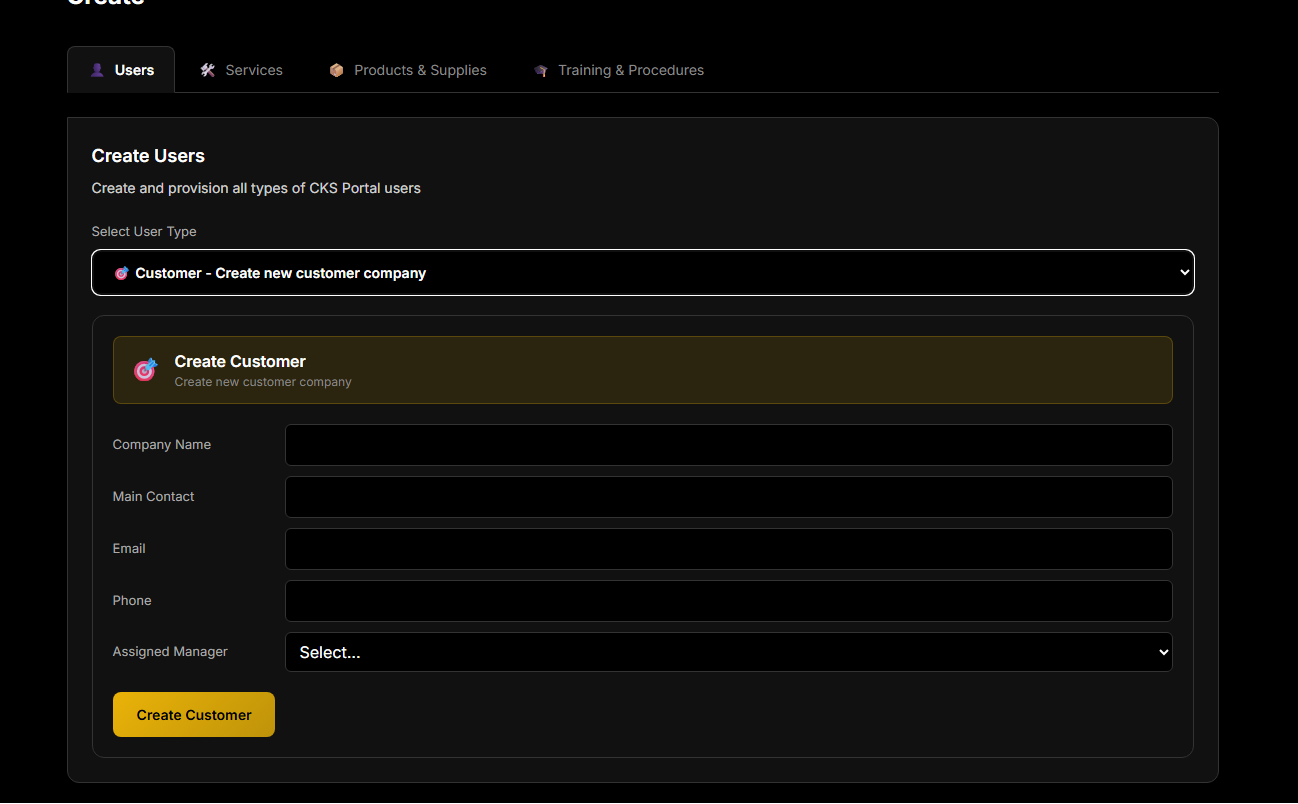 Create
Users
Services
Products & Supplies
Training & Procedures
Create Users
Create and provision all types of CKS Portal users
Select User Type
Customer - Create new customer company
Create Customer
Create new customer company
Company Name
Main Contact
Email
Phone
Assigned Manager
Select...
Create Customer